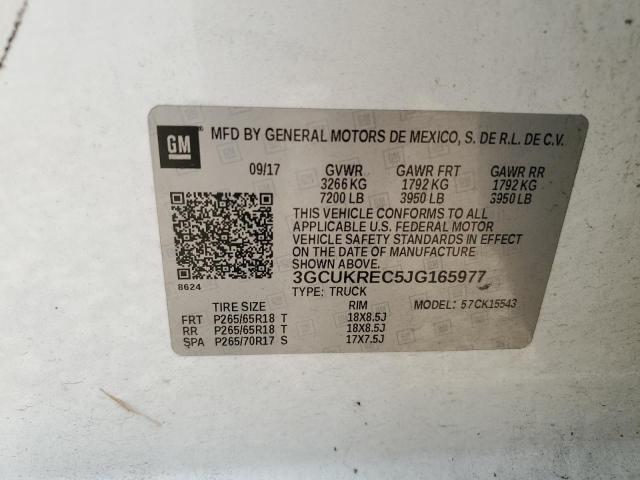 GM
MFD BY GENERAL MOTORS DE MEXICO, S. DE R.L. DE C.V.
09/17 GVWR GAWR FRT GAWR RR
3266 KG 1792 KG 1792 KG
7200 LB 3950 LB 3950 LB
THIS VEHICLE CONFORMS TO ALL
APPLICABLE U.S. FEDERAL MOTOR
VEHICLE SAFETY STANDARDS IN EFFECT
ON THE DATE OF MANUFACTURE
SHOWN ABOVE.
8624
3GCUKREC5JG165977
TYPE: TRUCK
TIRE SIZE RIM MODEL: 57CK15543
FRT P265/65R18 T 18X8.5J
RR P265/65R18 T 18X8.5J
SPA P265/70R17 S 17X7.5J